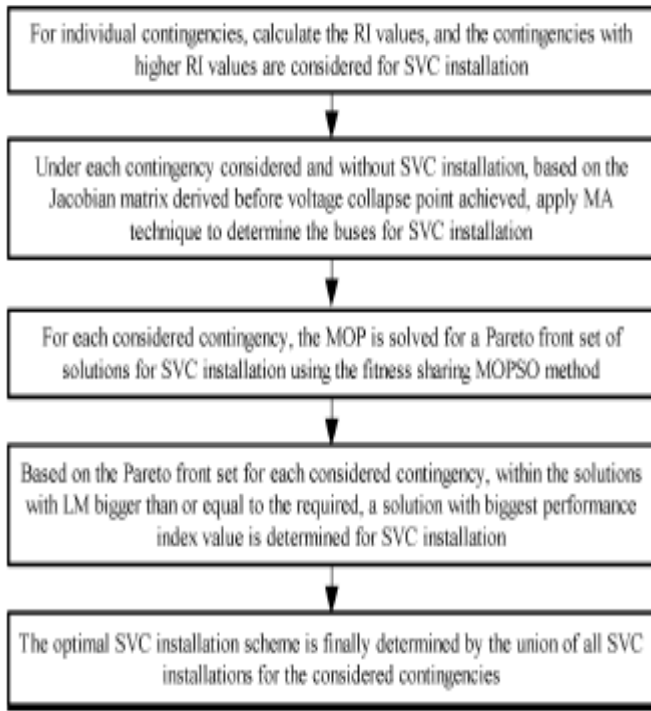 For individual contingencies, calculate the RI values, and the contingencies with
higher RI values are considered for SVC installation
Under each contingency considered and without SVC installation, based on the
Jacobian matrix derived before voltage collapse point achieved, apply MA
technique to determine the buses for SVC installation
For each considered contingency, the MOP is solved for a Pareto front set of
solutions for SVC installation using the fitness sharing MOPSO method
Based on the Pareto front set for each considered contingency, within the solutions
with LM bigger than or equal to the required, a solution with biggest performance
index value is determined for SVC installation
The optimal SVC installation scheme is finally determined by the union of all SVC
installations for the considered contingencies